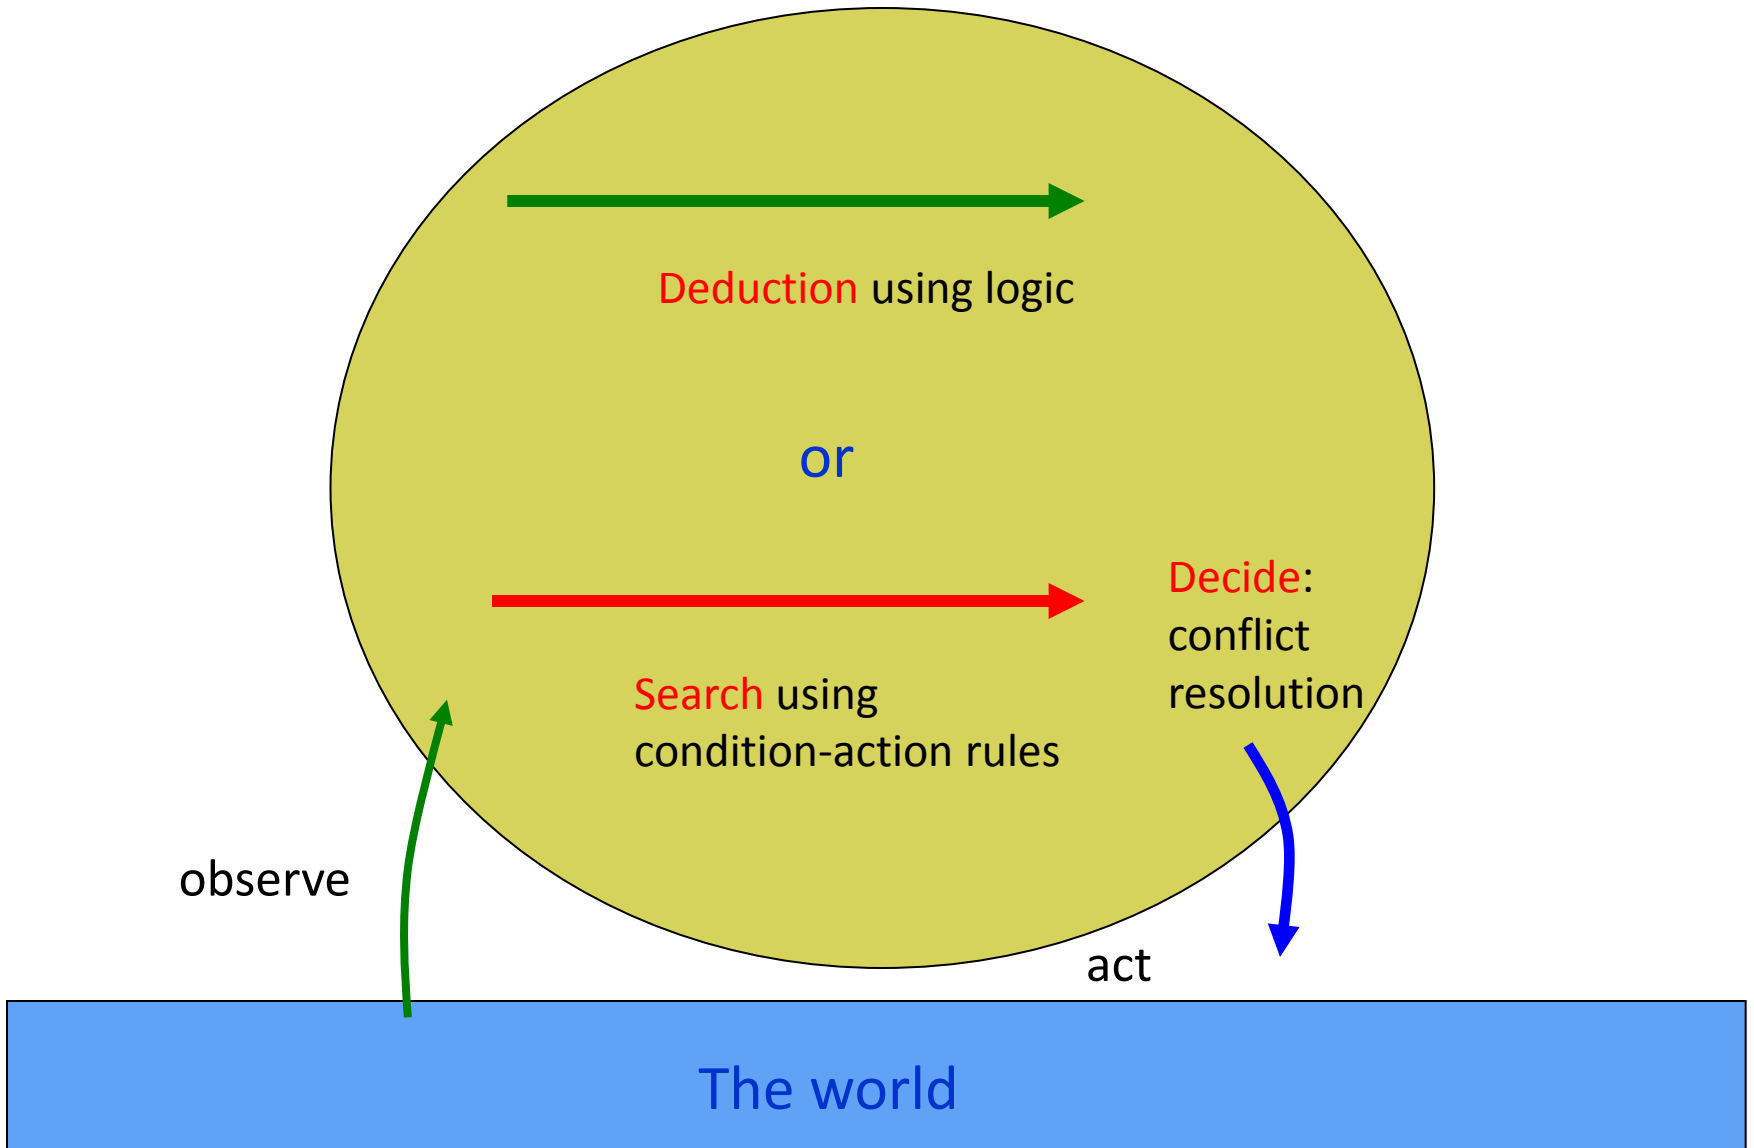 Deduction using logic
or
Decide:
conflict
resolution
Search using
condition-action rules
observe
act
The world